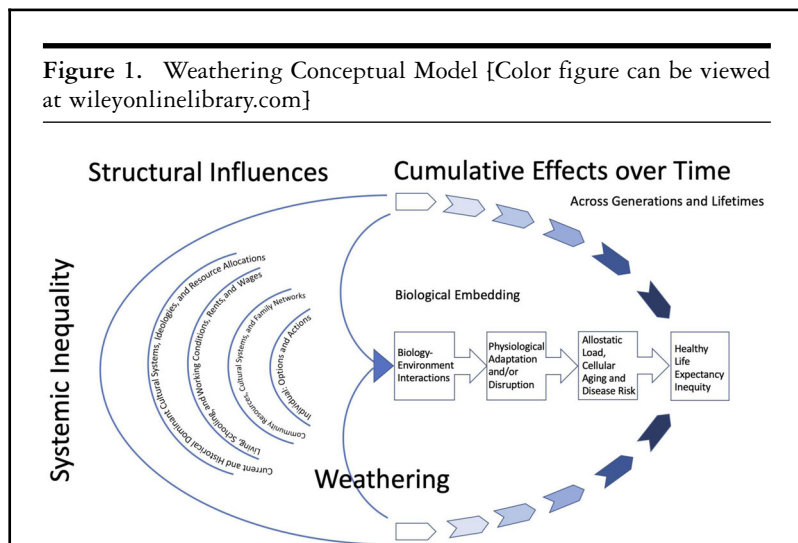 Figure 1. Weathering Conceptual Model [Color figure can be viewed
at wileyonlinelibrary.com]
Structural Influences
Cumulative Effects over Time
Across Generations and Lifetimes
Systemic Inequality
Current and Historical Dominant Cultural Systems, Ideologies, and Resource Allocations
Living, Schooling, and Working Conditions, Rents, and Wages
Community Resources, Cultural Systems, and Family Networks
Individual: Options and Actions
Biological Embedding
Biology-
Environment
Interactions
Physiological
Adaptation
and/or
Disruption
Allostatic
Load,
Cellular
Aging and
Disease Risk
Healthy
Life
Expectancy
Inequity
Weathering